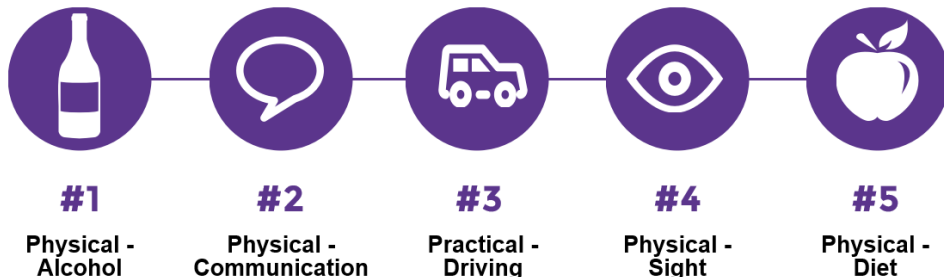 #1
Physical -
Alcohol
#2
Physical -
Communication
#3
Practical -
Driving
#4
Physical -
Sight
#5
Physical -
Diet